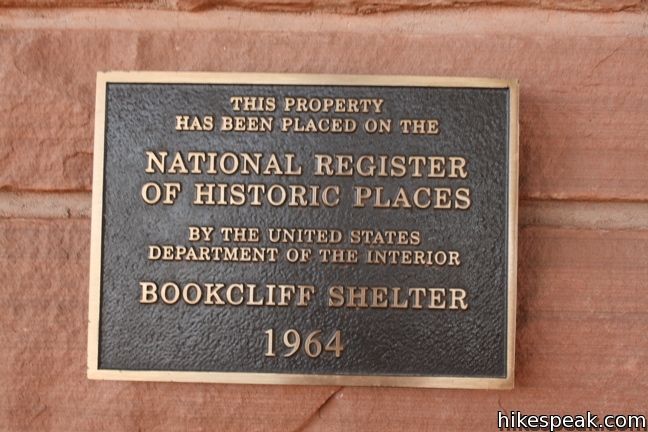 THIS PROPERTY
HAS BEEN PLACED ON THE
NATIONAL REGISTER
OF HISTORIC PLACES
BY THE UNITED STATES
DEPARTMENT OF THE INTERIOR
BOOKCLIFF SHELTER
1964
hikespeak.com